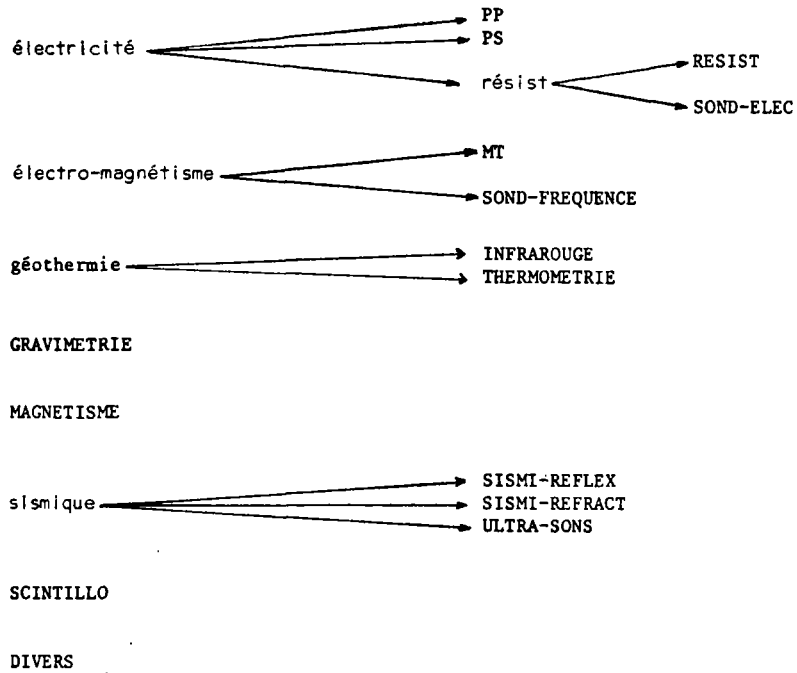 PP
électricité
PS
résist
RESIST
SOND-ELEC
MT
électro-magnétisme
SOND-FREQUENCE
INFRAROUGE
géothermie
THERMOMETRIE
GRAVIMETRIE
MAGNETISME
SISMI-REFLEX
sismique
SISMI-REFRACT
ULTRA-SONS
SCINTILLO
DIVERS